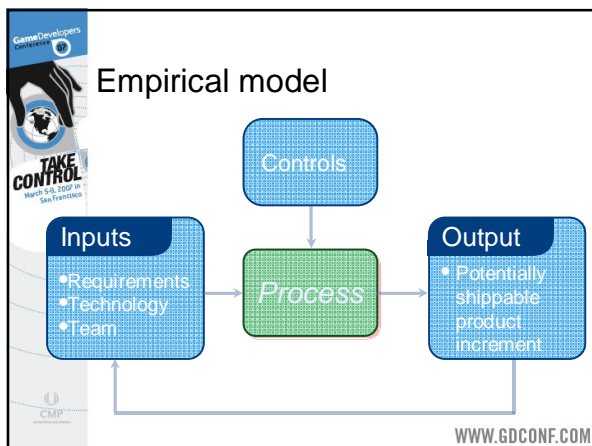 GameDevelopers
Conference 07
TAKE
CONTROL
March 5-9, 2007 in
San Francisco
Empirical model
Controls
Inputs
•Requirements
•Technology
•Team
Process
Output
• Potentially
shippable
product
increment
CMP
WWW.GDCONF.COM